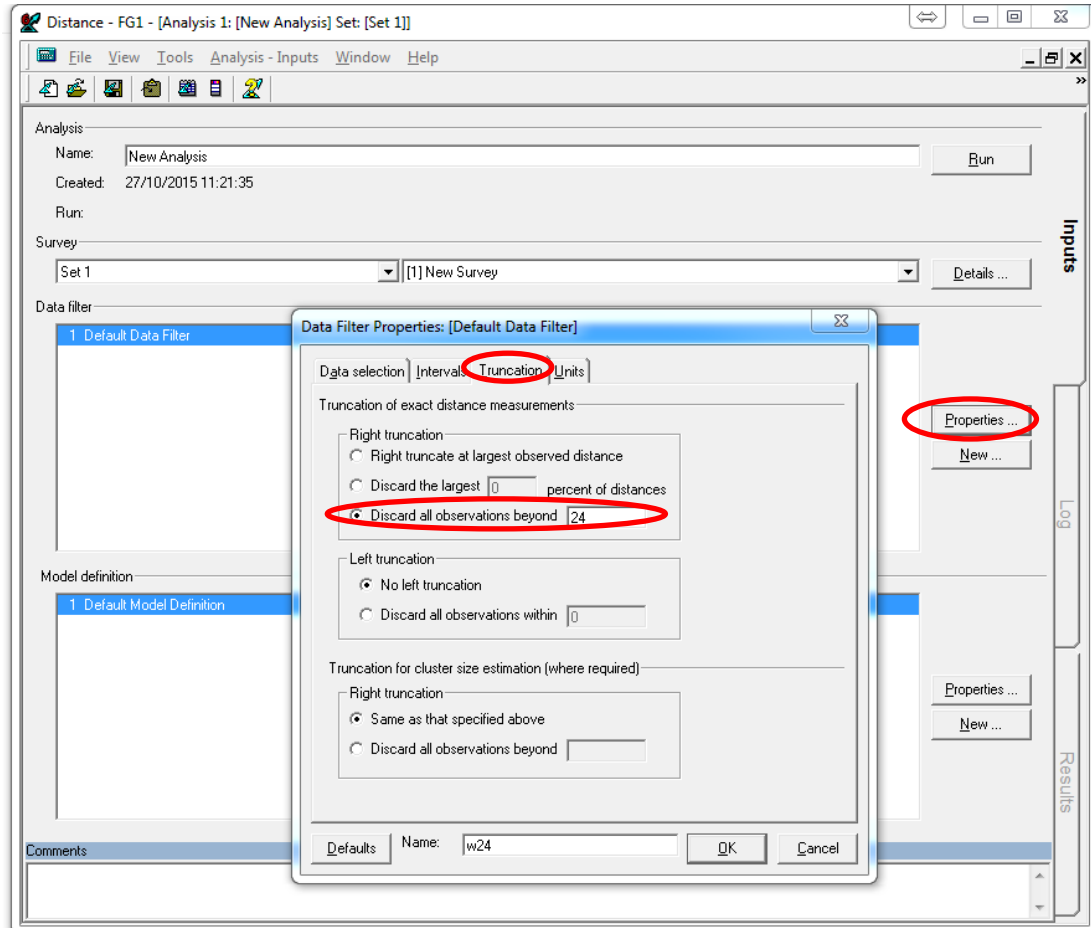 Distance - FG1 - [Analysis 1: [New Analysis] Set: [Set 1]]
File View Tools Analysis - Inputs Window Help
Analysis
Name: New Analysis
Run
Created: 27/10/2015 11:21:35
Run:
Survey
Set 1 [1] New Survey Details ...
Inputs
Data filter
1 Default Data Filter
Properties ...
New ...
Log
Data Filter Properties: [Default Data Filter]
Data selection Intervals Truncation Units
Truncation of exact distance measurements
Right truncation
Right truncate at largest observed distance
Discard the largest 0 percent of distances
Discard all observations beyond 24
Left truncation
No left truncation
Discard all observations within 0
Truncation for cluster size estimation (where required)
Right truncation
Same as that specified above
Discard all observations beyond
Defaults Name: w24 OK Cancel
Model definition
1 Default Model Definition
Properties ...
New ...
Results
Comments